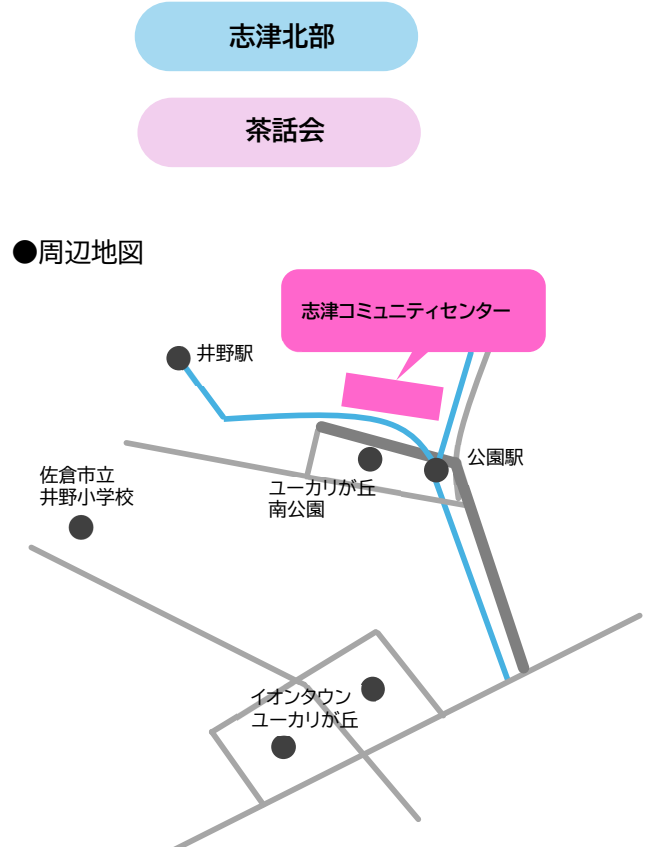 志津北部
茶話会
●周辺地図
志津コミュニティセンター
井野駅
公園駅
佐倉市立
井野小学校
ユーカリが丘
南公園
イオンタウン
ユーカリが丘